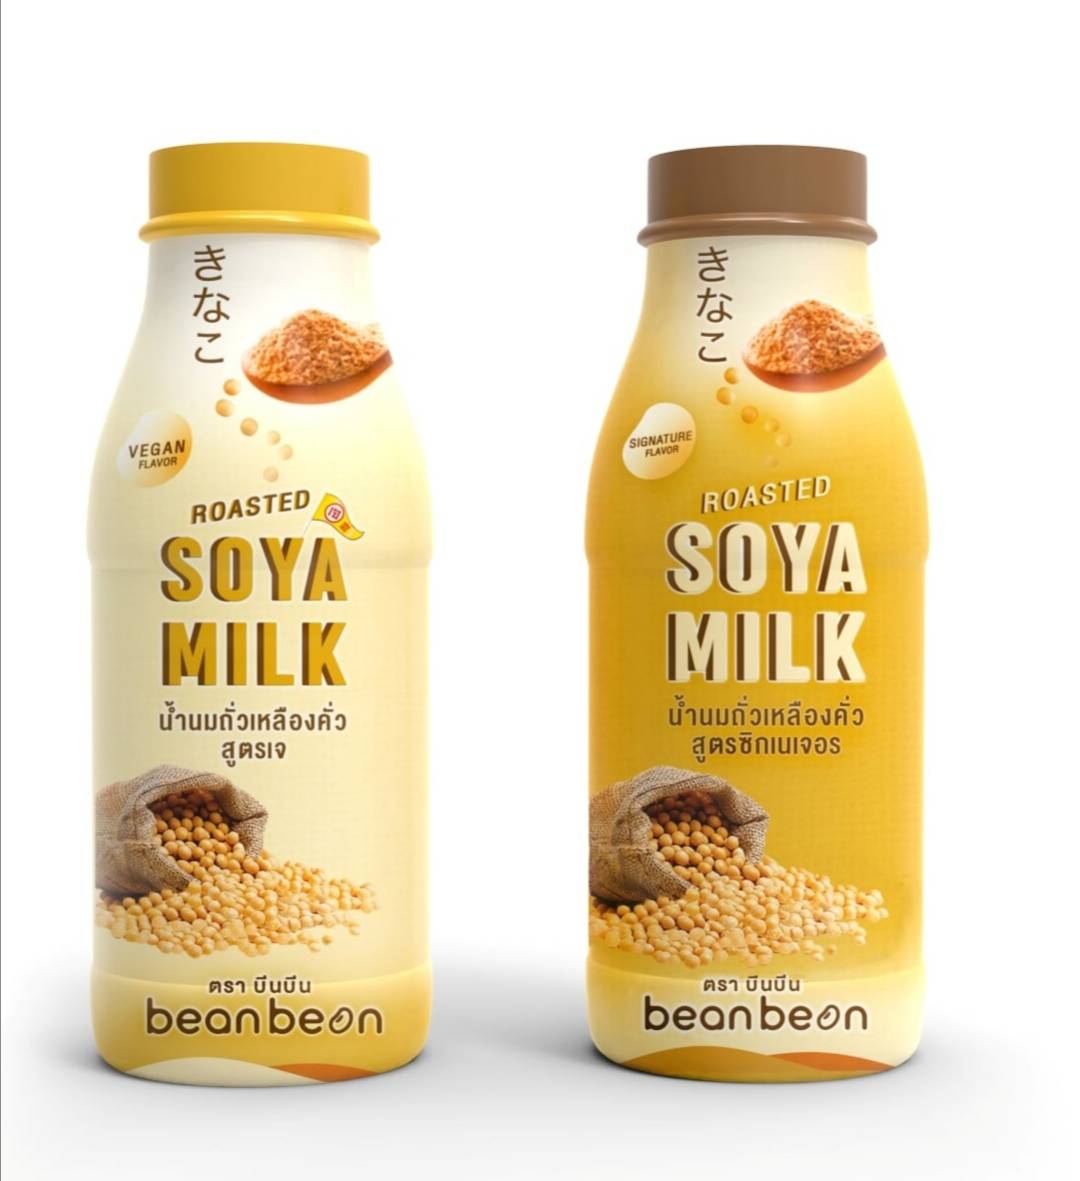 きなこ
VEGAN
FLAVOR
ROASTED
SOYA
MILK
น้ำนมถั่วเหลืองคั่ว
สูตรเจ
ตรา บีนบีน
beanbean
きなこ
SIGNATURE
FLAVOR
ROASTED
SOYA
MILK
น้ำนมถั่วเหลืองคั่ว
สูตรซิกเนเจอร
ตรา บีนบีน
beanbean